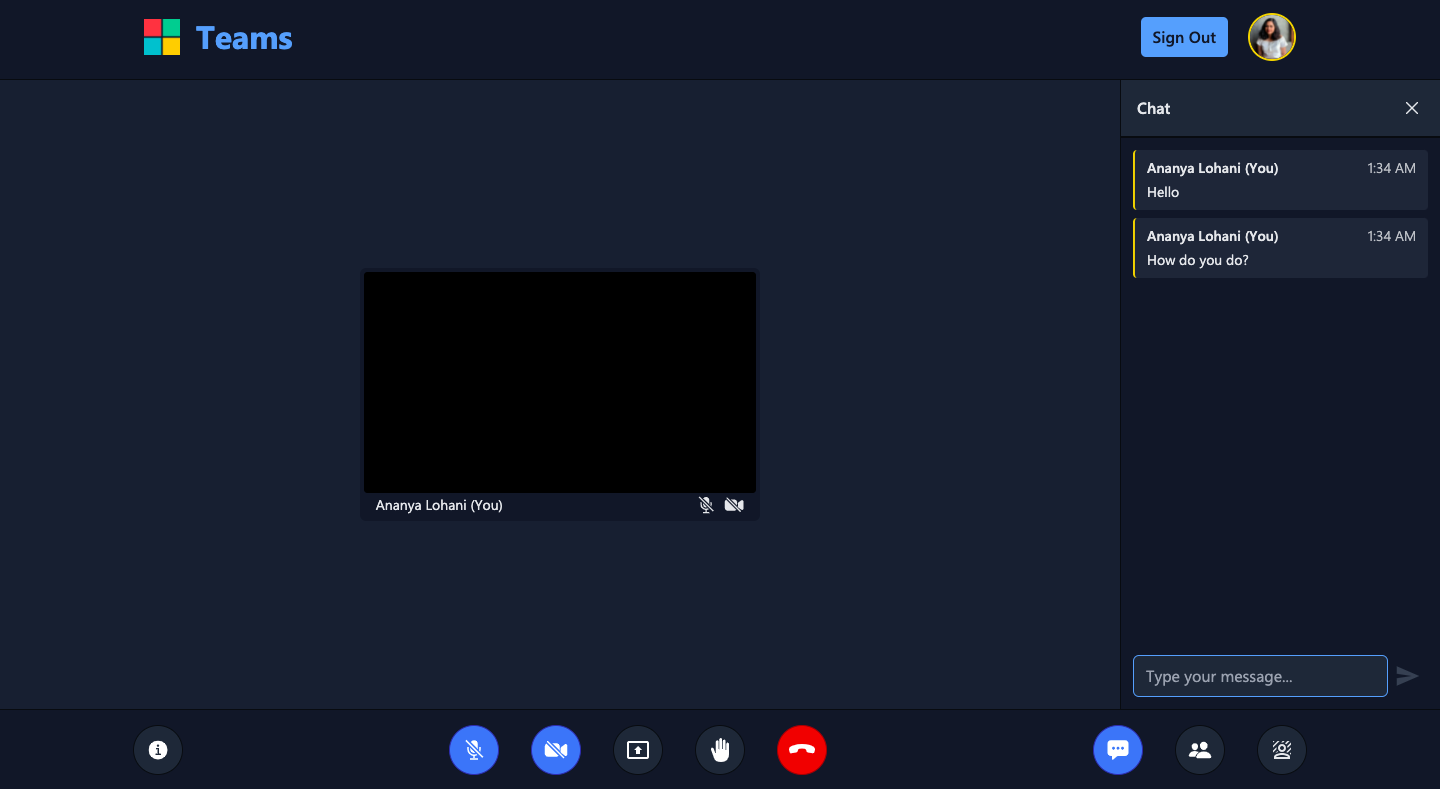 Teams
Sign Out
Chat
Ananya Lohani (You) 1:34 AM
Hello
Ananya Lohani (You) 1:34 AM
How do you do?
Ananya Lohani (You)
Type your message...